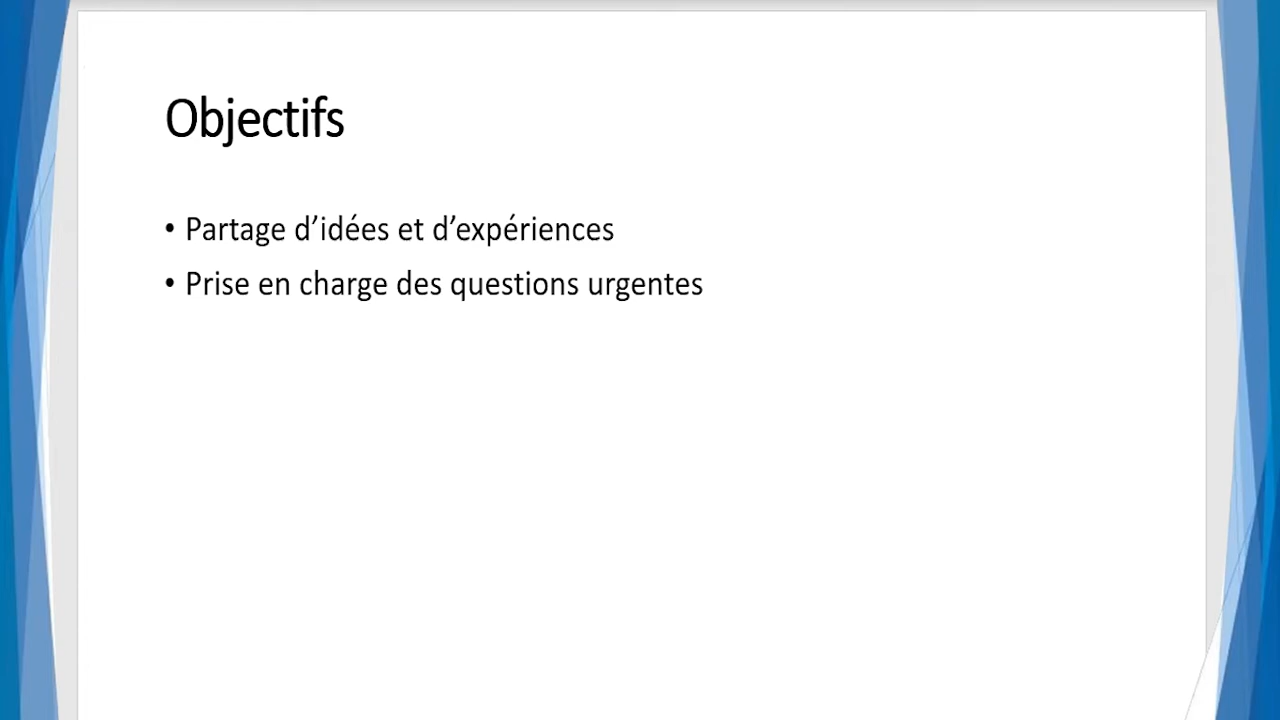 Objectifs
• Partage d’idées et d’expériences
• Prise en charge des questions urgentes